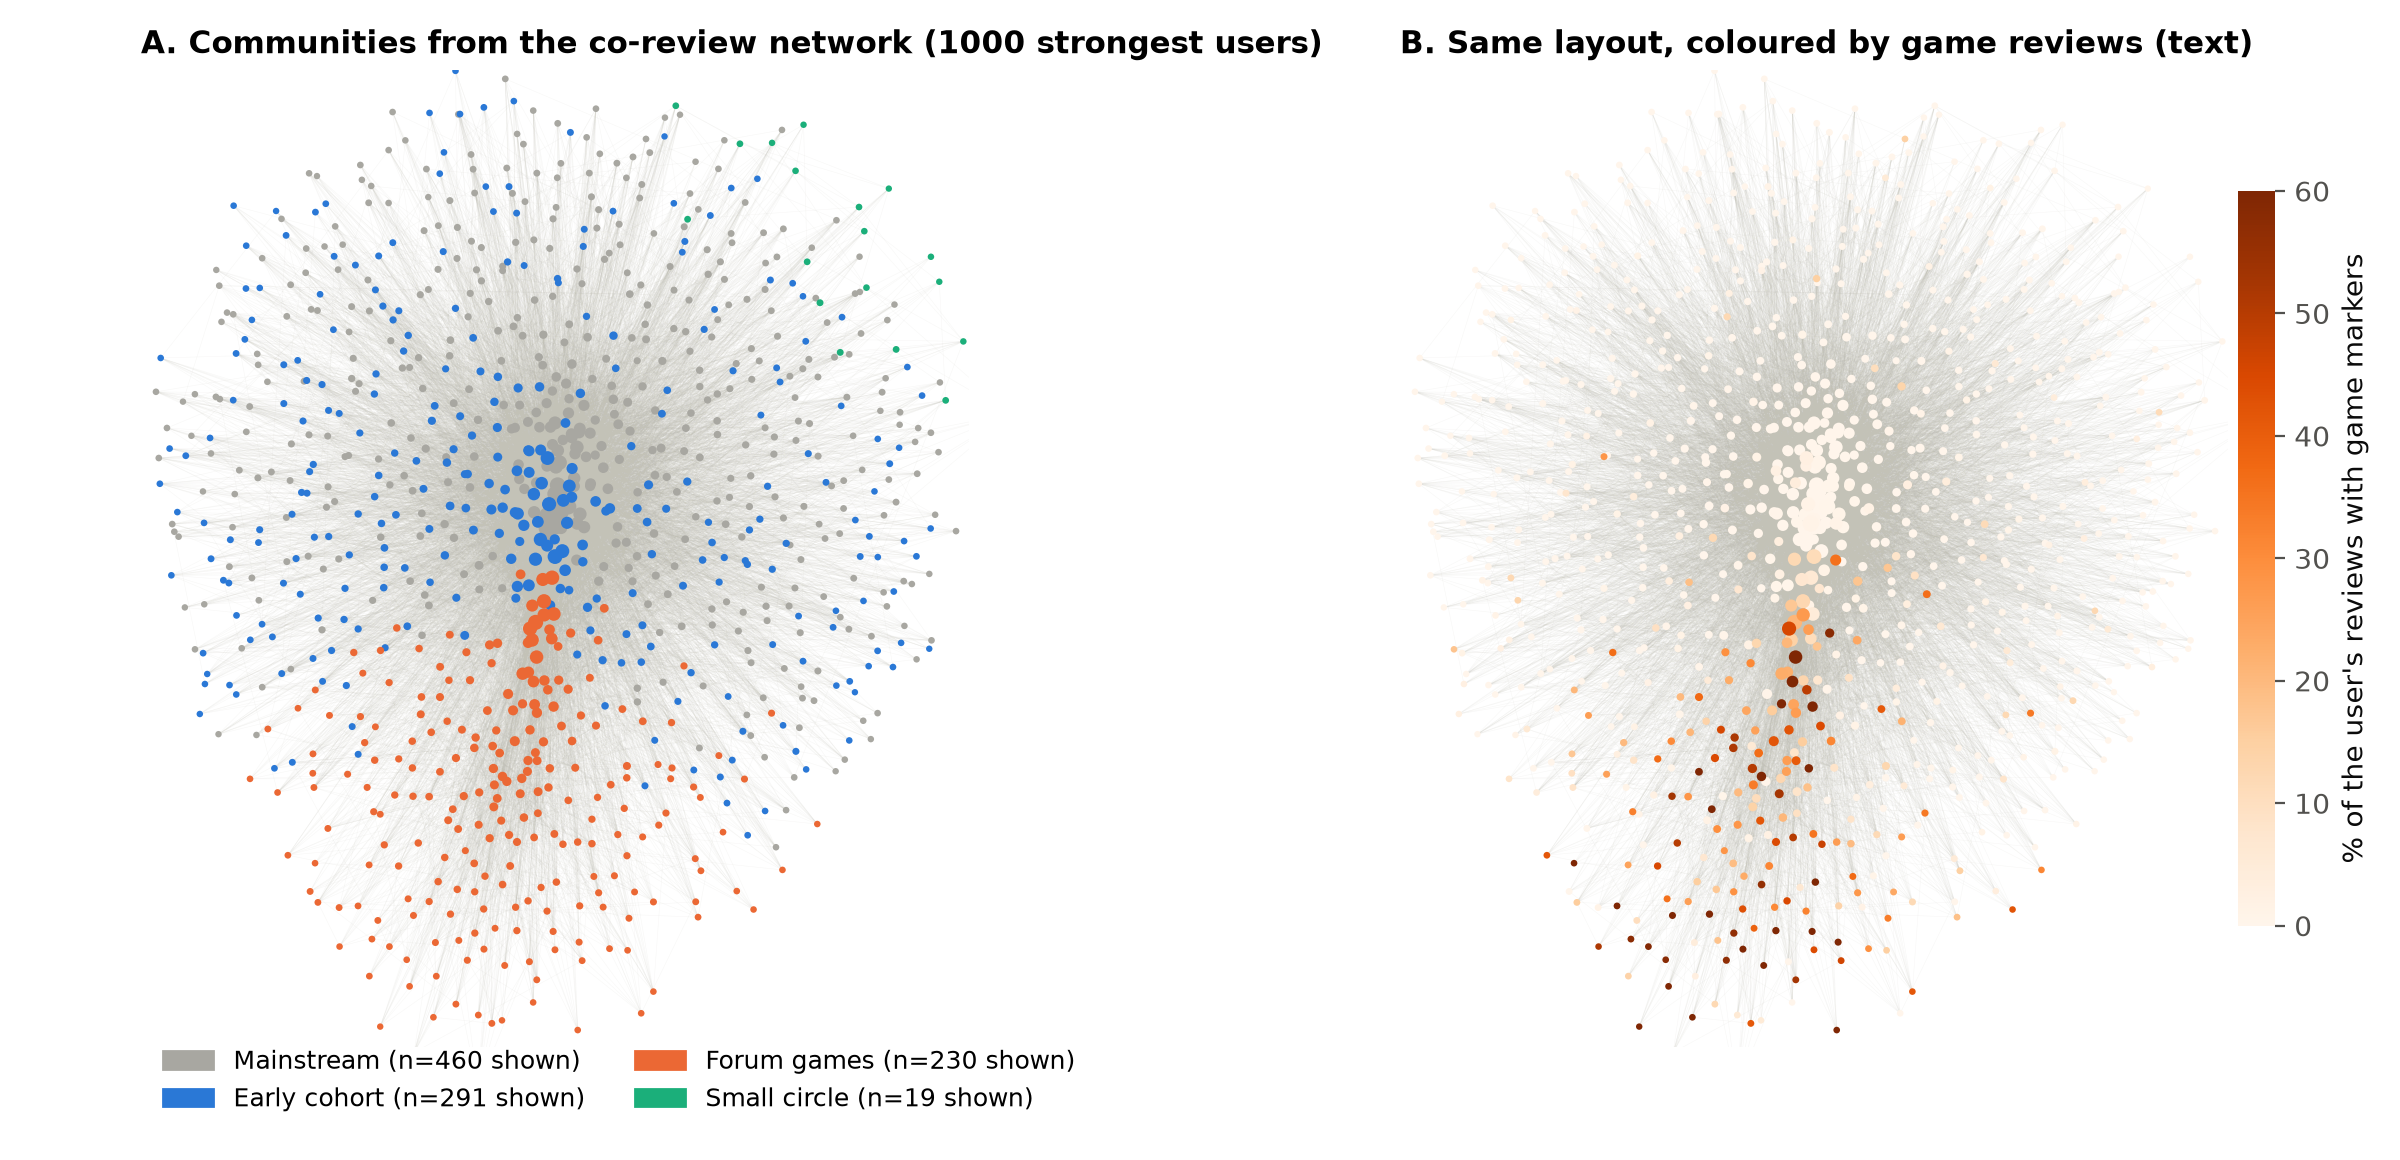 A. Communities from the co-review network (1000 strongest users)
B. Same layout, coloured by game reviews (text)
60
50
40
30
20
10
0
% of the user's reviews with game markers
Mainstream (n=460 shown)
Early cohort (n=291 shown)
Forum games (n=230 shown)
Small circle (n=19 shown)